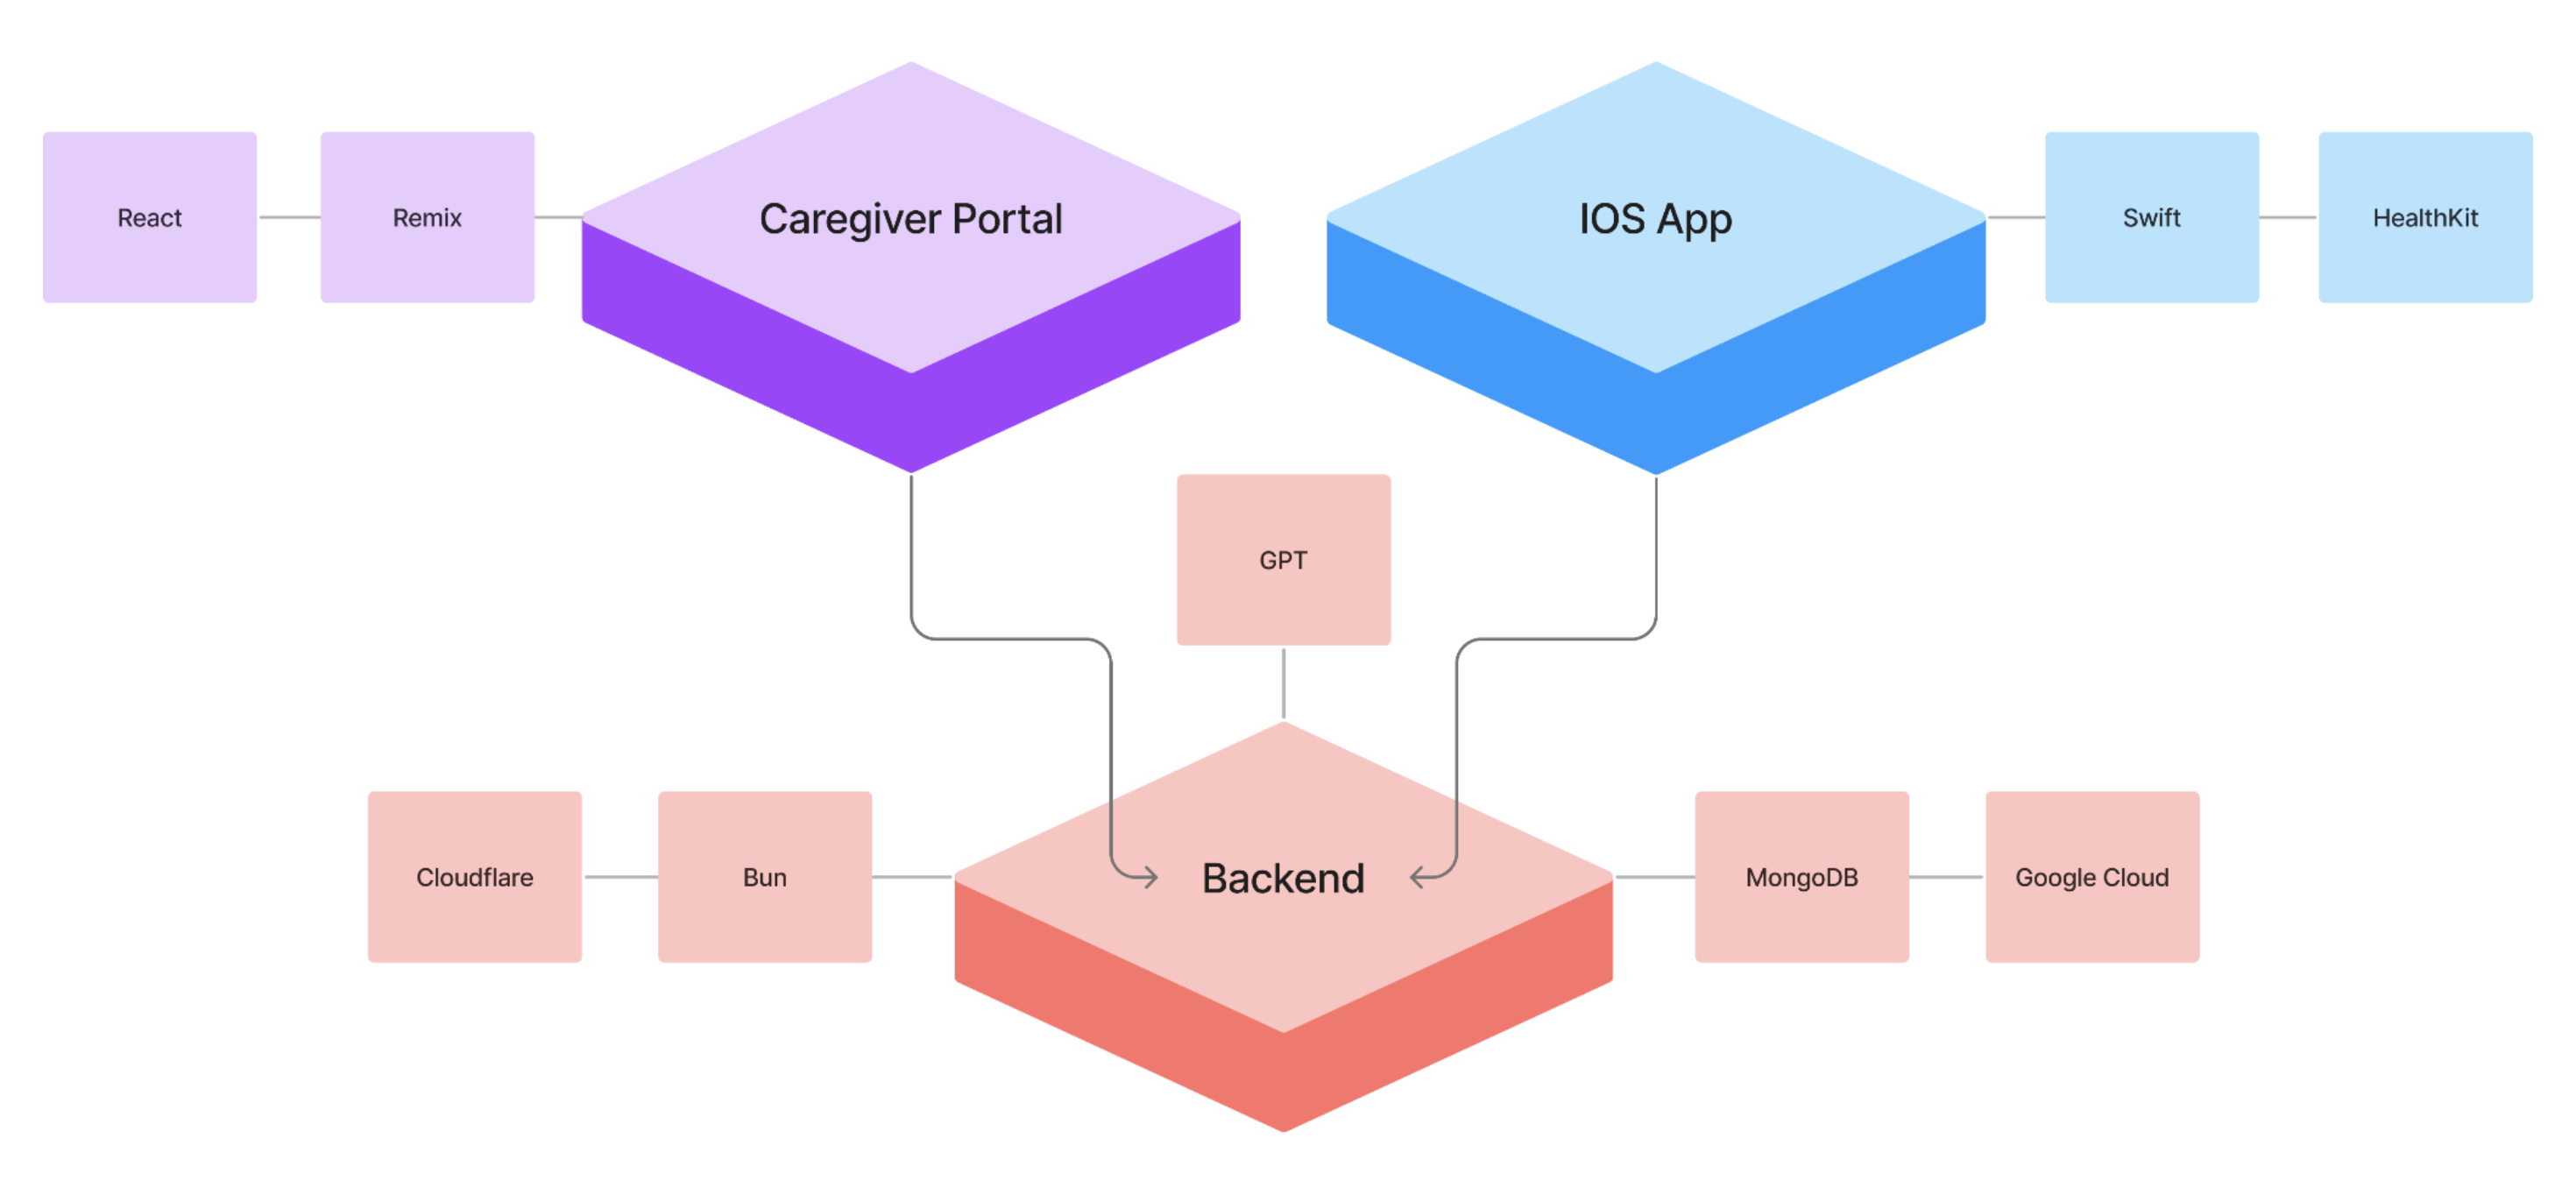 React
Remix
Caregiver Portal
IOS App
Swift
HealthKit
GPT
Cloudflare
Bun
Backend
MongoDB
Google Cloud